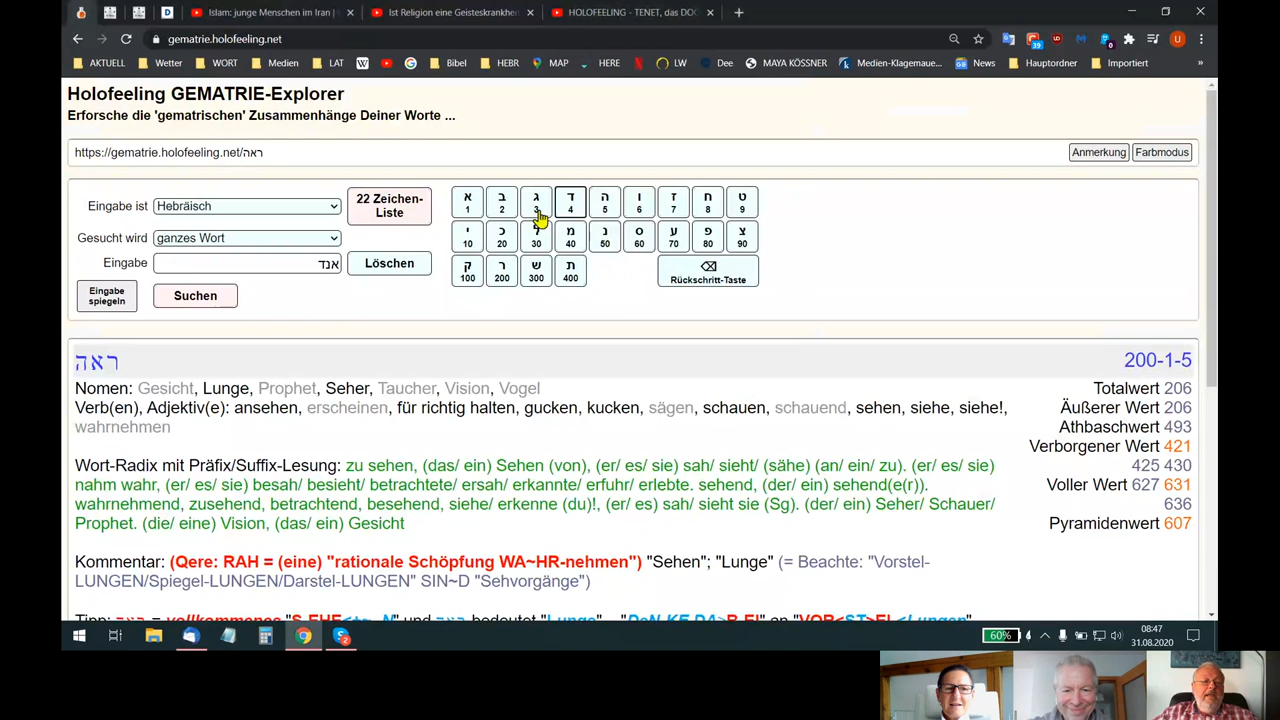 Islam: junge Menschen im Iran |
Ist Religion eine Geisteskrankhei
HOLOFEELING - TENET, das DOC
gematrie.holofeeling.net
39
0
U
AKTUELL
Wetter
WORT
Medien
LAT
Bibel
HEBR
MAP
HERE
LW
Dee
MAYA KÖSSNER
Medien-Klagemaue...
News
Hauptordner
Importiert
»
Holofeeling GEMATRIE-Explorer
Erforsche die 'gematrischen' Zusammenhänge Deiner Worte ...
https://gematrie.holofeeling.net/ראה
Anmerkung
Farbmodus
Eingabe ist
Hebräisch
22 Zeichen-
Liste
Gesucht wird
ganzes Wort
Eingabe
אנד
Löschen
Eingabe
spiegeln
Suchen
א ב ג ד ה ו ז ח ט
1 2 3 4 5 6 7 8 9
י כ ל מ נ ס ע פ צ
10 20 30 40 50 60 70 80 90
ק ר ש ת
100 200 300 400
Rückschritt-Taste
ראה
200-1-5
Nomen: Gesicht, Lunge, Prophet, Seher, Taucher, Vision, Vogel
Totalwert 206
Verb(en), Adjektiv(e): ansehen, erscheinen, für richtig halten, gucken, kucken, sägen, schauen, schauend, sehen, siehe, siehe!,
Äußerer Wert 206
wahrnehmen
Athbaschwert 493
Verborgener Wert 421
Wort-Radix mit Präfix/Suffix-Lesung: zu sehen, (das/ ein) Sehen (von), (er/ es/ sie) sah/ sieht/ (sähe) (an/ ein/ zu). (er/ es/ sie)
425 430
nahm wahr, (er/ es/ sie) besah/ besieht/ betrachtete/ ersah/ erkannte/ erfuhr/ erlebte. sehend, (der/ ein) sehend(e(r)).
Voller Wert 627 631
wahrnehmend, zusehend, betrachtend, besehend, siehe/ erkenne (du)!, (er/ es) sah/ sieht sie (Sg). (der/ ein) Seher/ Schauer/
636
Prophet. (die/ eine) Vision, (das/ ein) Gesicht
Pyramidenwert 607
Kommentar: (Qere: RAH = (eine) "rationale Schöpfung WA~HR-nehmen") "Sehen"; "Lunge" (= Beachte: "Vorstel-
LUNGEN/Spiegel-LUNGEN/Darstel-LUNGEN" SIN~D "Sehvorgänge")
60%
08:47
31.08.2020